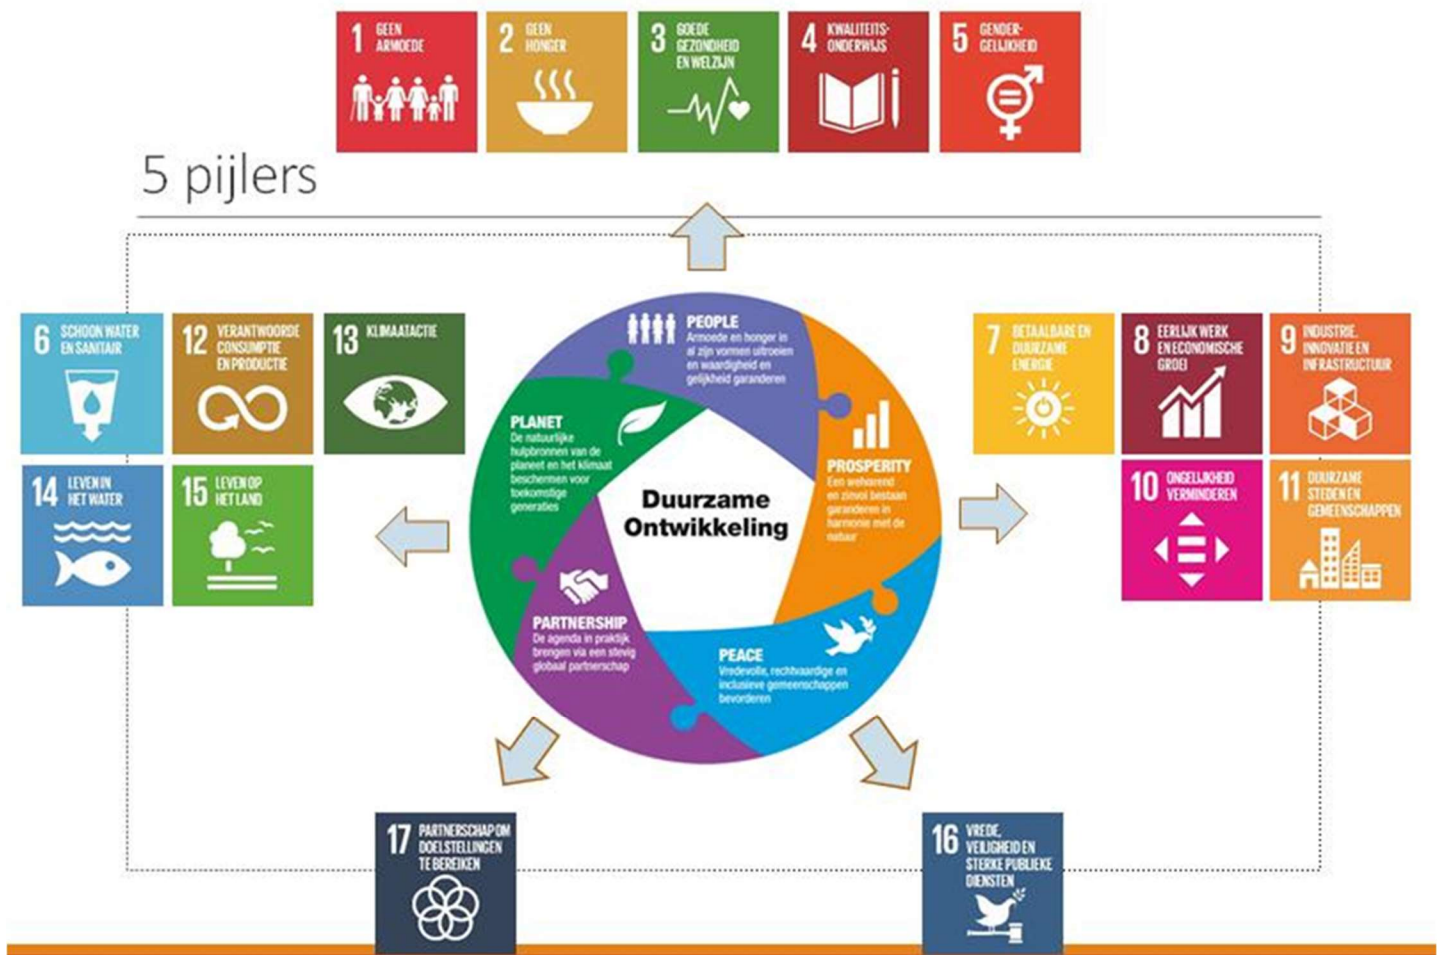 1 GEEN
ARMOEDE
2 GEEN
HONGER
3 GOEDE
GEZONDHEID
EN WELZIJN
4 KWALITEITS-
ONDERWIJS
5 GENDER-
GELIJKHEID
5 pijlers
6 SCHOON WATER
EN SANITAIR
12 VERANTWOORDE
CONSUMPTIE
EN PRODUCTIE
13 KLIMAATACTIE
14 LEVEN IN
HET WATER
15 LEVEN OP
HET LAND
PEOPLE
Armoede en honger in
al zijn vormen uitroeien
en waardigheid en
gelijkheid garanderen
PLANET
De natuurlijke
hulpbronnen van de
planeet en het klimaat
beschermen voor
toekomstige
generaties
Duurzame
Ontwikkeling
PROSPERITY
Een welvarend
en zinvol bestaan
garanderen in
harmonie met de
natuur
PARTNERSHIP
De agenda in praktijk
brengen via een stevig
globaal partnerschap
PEACE
Vredevolle, rechtvaardige en
inclusieve gemeenschappen
bevorderen
7 BETAALBARE EN
DUURZAME
ENERGIE
8 EERLIJK WERK
EN ECONOMISCHE
GROEI
9 INDUSTRIE,
INNOVATIE EN
INFRASTRUCTUUR
10 ONGELIJKHEID
VERMINDEREN
11 DUURZAME
STEDEN EN
GEMEENSCHAPPEN
17 PARTNERSCHAP OM
DOELSTELLINGEN
TE BEREIKEN
16 VREDE,
VEILIGHEID EN
STERKE PUBLIEKE
DIENSTEN